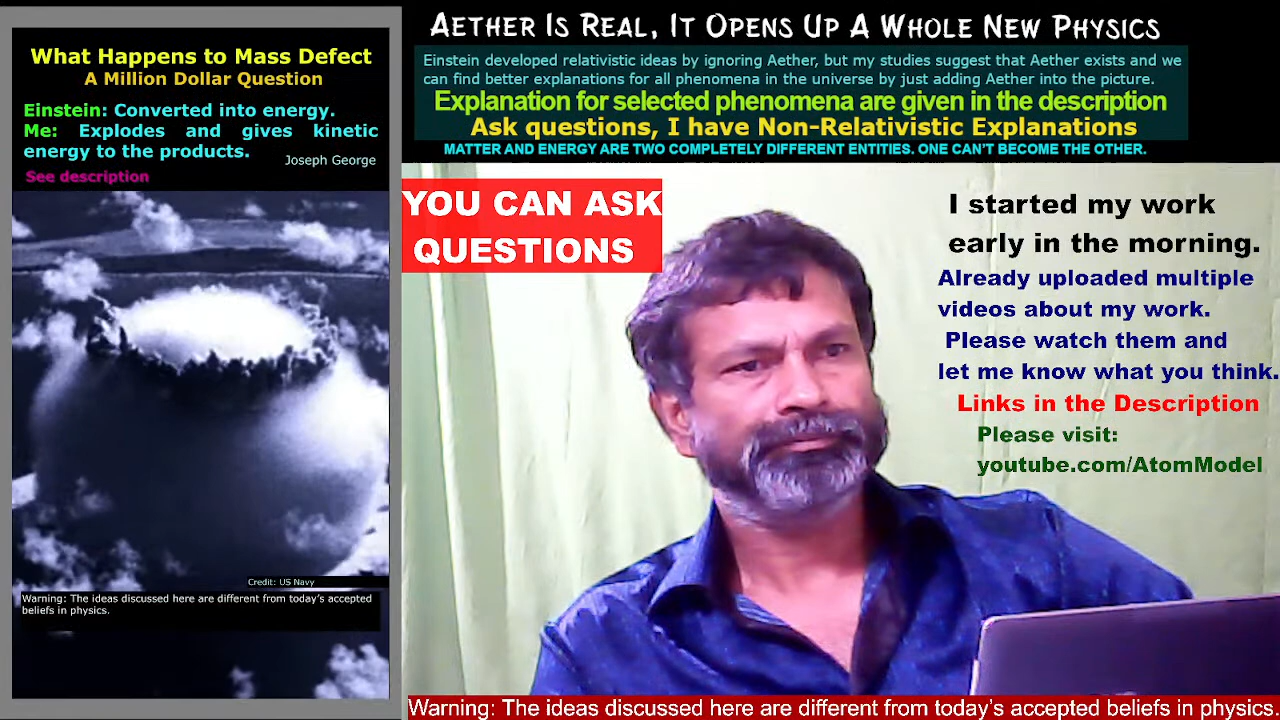 What Happens to Mass Defect
A Million Dollar Question
Einstein: Converted into energy.
Me: Explodes and gives kinetic
energy to the products.
Joseph George
See description
Credit: US Navy
Warning: The ideas discussed here are different from today's accepted
beliefs in physics.
Aether Is Real, It Opens Up A Whole New Physics
Einstein developed relativistic ideas by ignoring Aether, but my studies suggest that Aether exists and we
can find better explanations for all phenomena in the universe by just adding Aether into the picture.
Explanation for selected phenomena are given in the description
Ask questions, I have Non-Relativistic Explanations
MATTER AND ENERGY ARE TWO COMPLETELY DIFFERENT ENTITIES. ONE CAN'T BECOME THE OTHER.
YOU CAN ASK
QUESTIONS
I started my work
early in the morning.
Already uploaded multiple
videos about my work.
Please watch them and
let me know what you think.
Links in the Description
Please visit:
youtube.com/AtomModel
Warning: The ideas discussed here are different from today's accepted beliefs in physics.